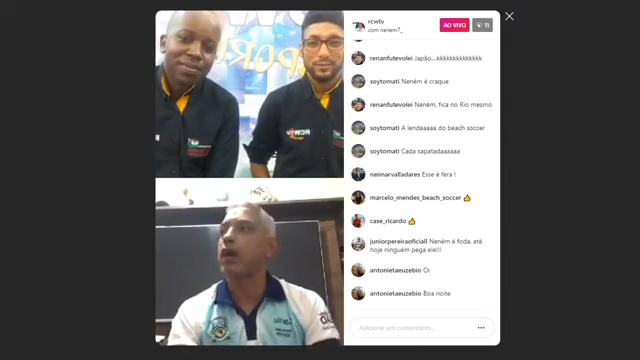 rcwtv
com nenem7_
AO VIVO
11
renanfutevolei Japão....kkkkkkkkkkkkkk
soytomati Neném é craque
renanfutevolei Neném, fica no Rio mesmo
soytomati A lendaaaaa do beach soccer
soytomati Cada sapatadaaaaaa
neimarvalladares Esse é fera !
marcelo_mendes_beach_soccer 👍
case_ricardo 👍
juniorpereiraoficiall Neném é foda, até
hoje ninguém pega ele!!!
antonietaeuzebio Oi
antonietaeuzebio Boa noite
Adicione um comentário...